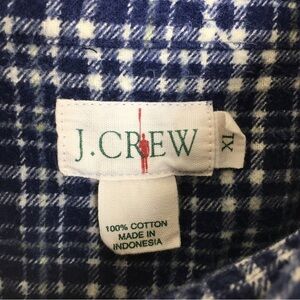 J.CREW
XL
100% COTTON
MADE IN
INDONESIA